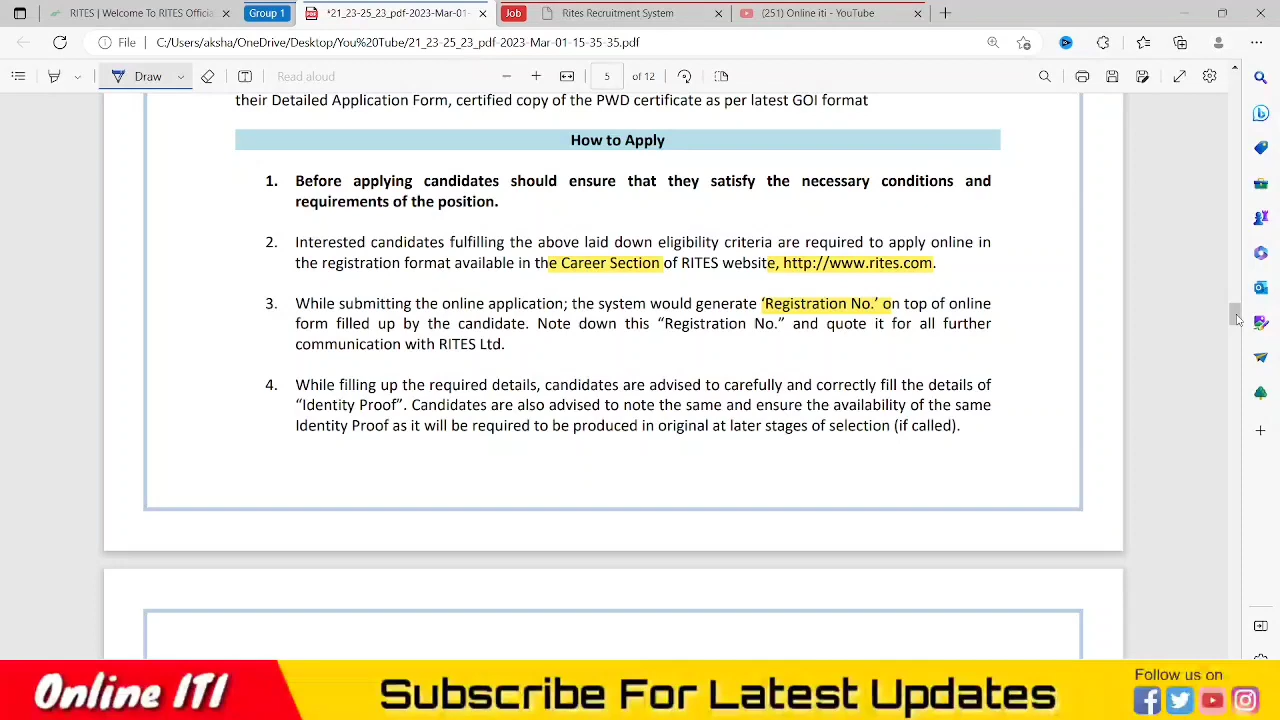 RITES | Welcome To RITES Officia
Group 1
*21_23-25_23_pdf-2023-Mar-01-
Job
Rites Recruitment System
(251) Online iti - YouTube
File
C:/Users/aksha/OneDrive/Desktop/You%20Tube/21_23-25_23_pdf-2023-Mar-01-15-35-35.pdf
Draw
Read aloud
5
of 12
their Detailed Application Form, certified copy of the PWD certificate as per latest GOI format
How to Apply
1. Before applying candidates should ensure that they satisfy the necessary conditions and
requirements of the position.
2. Interested candidates fulfilling the above laid down eligibility criteria are required to apply online in
the registration format available in the Career Section of RITES website, http://www.rites.com.
3. While submitting the online application; the system would generate ‘Registration No.’ on top of online
form filled up by the candidate. Note down this “Registration No.” and quote it for all further
communication with RITES Ltd.
4. While filling up the required details, candidates are advised to carefully and correctly fill the details of
“Identity Proof”. Candidates are also advised to note the same and ensure the availability of the same
Identity Proof as it will be required to be produced in original at later stages of selection (if called).
Online ITI
Subscribe For Latest Updates
Follow us on